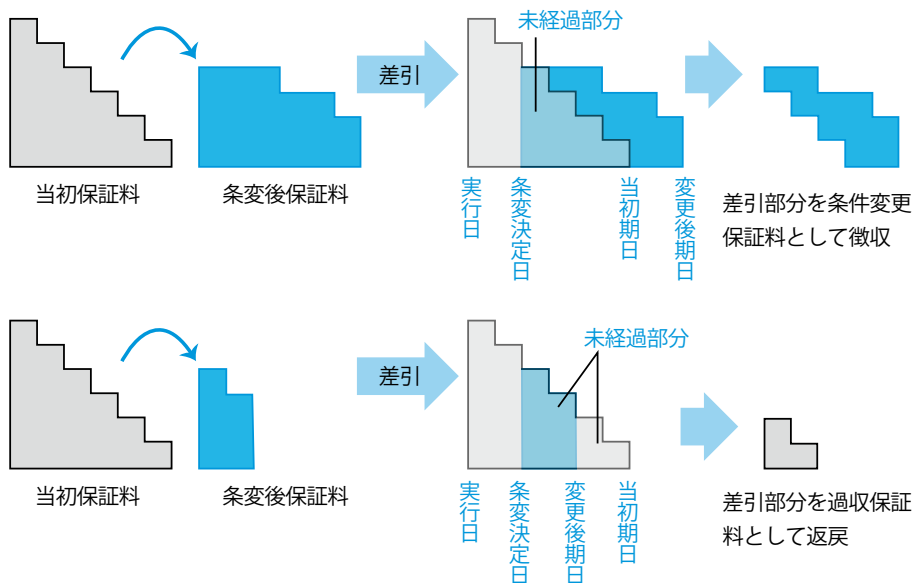 未経過部分
差引
当初保証料
条変後保証料
実行日
条変決定日
当初期日
変更後期日
差引部分を条件変更
保証料として徴収
未経過部分
差引
当初保証料
条変後保証料
実行日
条変決定日
変更後期日
当初期日
差引部分を過収保証
料として返戻